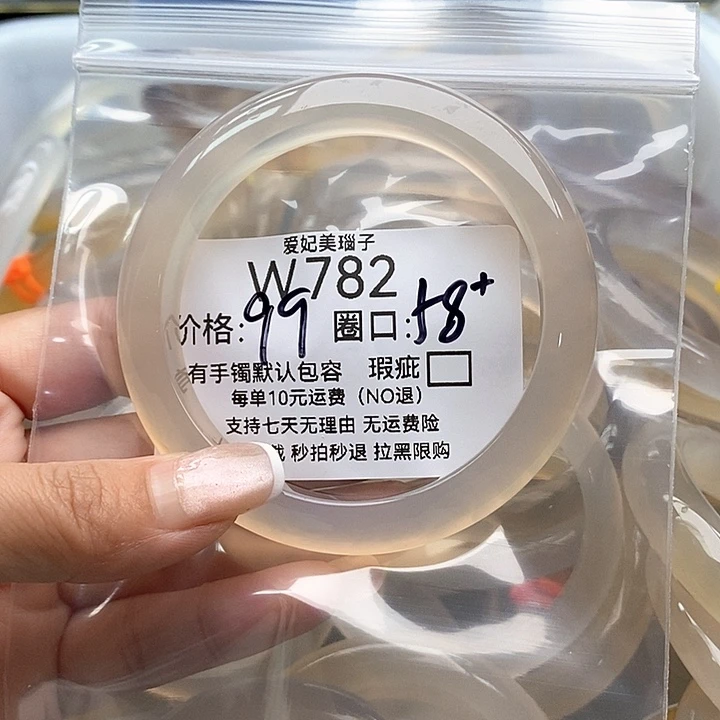 爱妃美瑙子
W782
价格:99 圈口:58+
有手镯默认包容 瑕疵
每单10元运费（NO退）
支持七天无理由 无运费险
秒拍秒退 拉黑限购